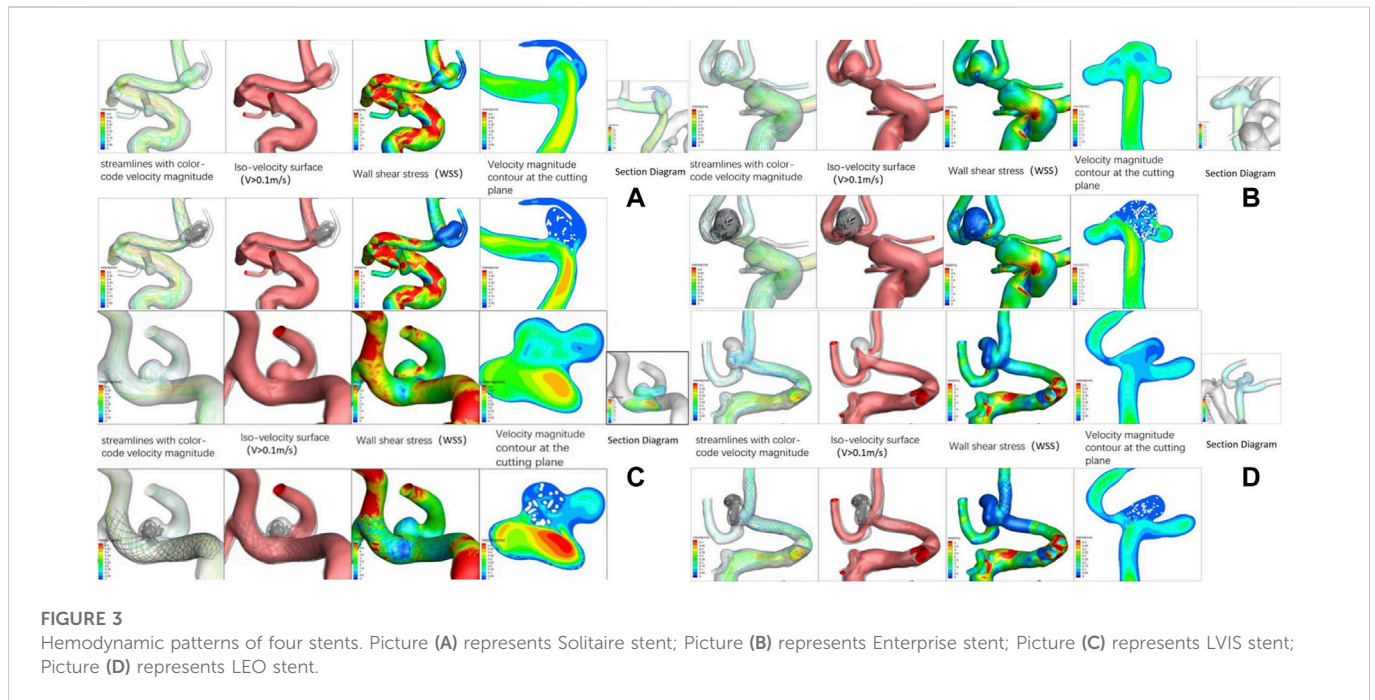 streamlines with color-
code velocity magnitude
Iso-velocity surface
(V>0.1m/s)
Wall shear stress (WSS)
Velocity magnitude
contour at the cutting
plane
Section Diagram
A
streamlines with color-
code velocity magnitude
Iso-velocity surface
(V>0.1m/s)
Wall shear stress (WSS)
Velocity magnitude
contour at the cutting
plane
Section Diagram
B
streamlines with color-
code velocity magnitude
Iso-velocity surface
(V>0.1m/s)
Wall shear stress (WSS)
Velocity magnitude
contour at the
cutting plane
Section Diagram
C
streamlines with color-
code velocity magnitude
Iso-velocity surface
(V>0.1m/s)
Wall shear stress (WSS)
Velocity magnitude
contour at the cutting
plane
Section Diagram
D
FIGURE 3
Hemodynamic patterns of four stents. Picture (A) represents Solitaire stent; Picture (B) represents Enterprise stent; Picture (C) represents LVIS stent;
Picture (D) represents LEO stent.